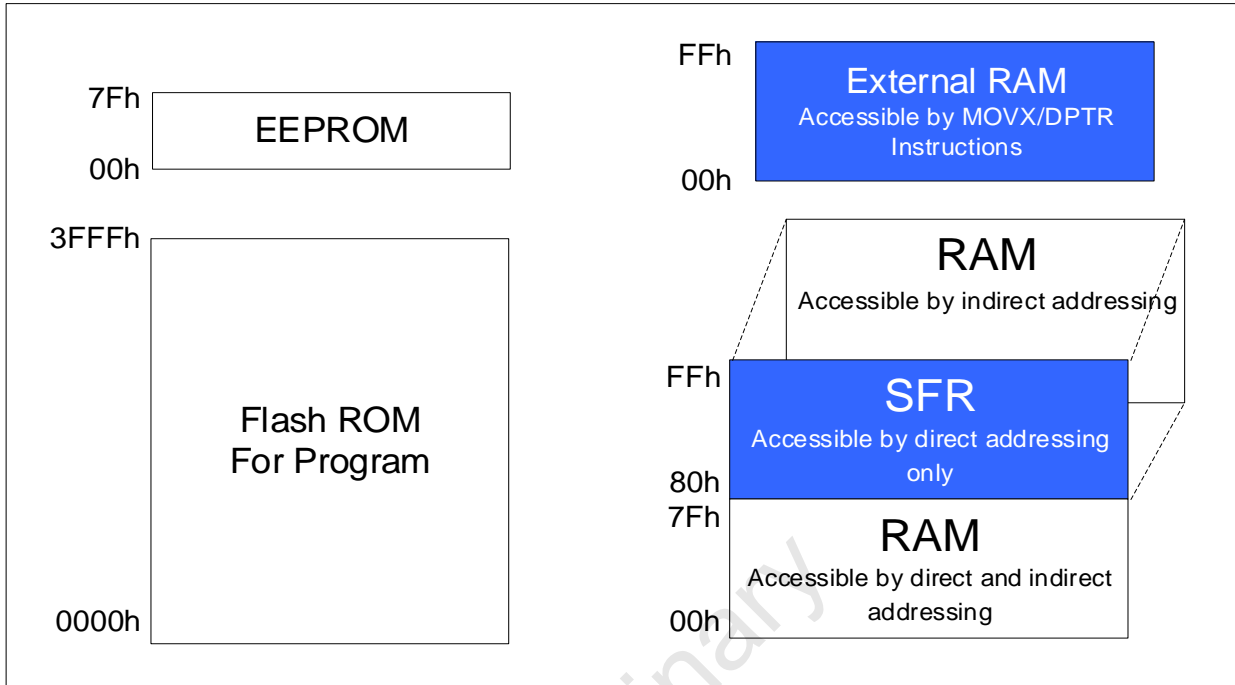 7Fh
EEPROM
00h
3FFFh
Flash ROM
For Program
0000h
FFh
External RAM
Accessible by MOVX/DPTR
Instructions
00h
RAM
Accessible by indirect addressing
FFh
SFR
Accessible by direct addressing
only
80h
7Fh
RAM
Accessible by direct and indirect
addressing
00h